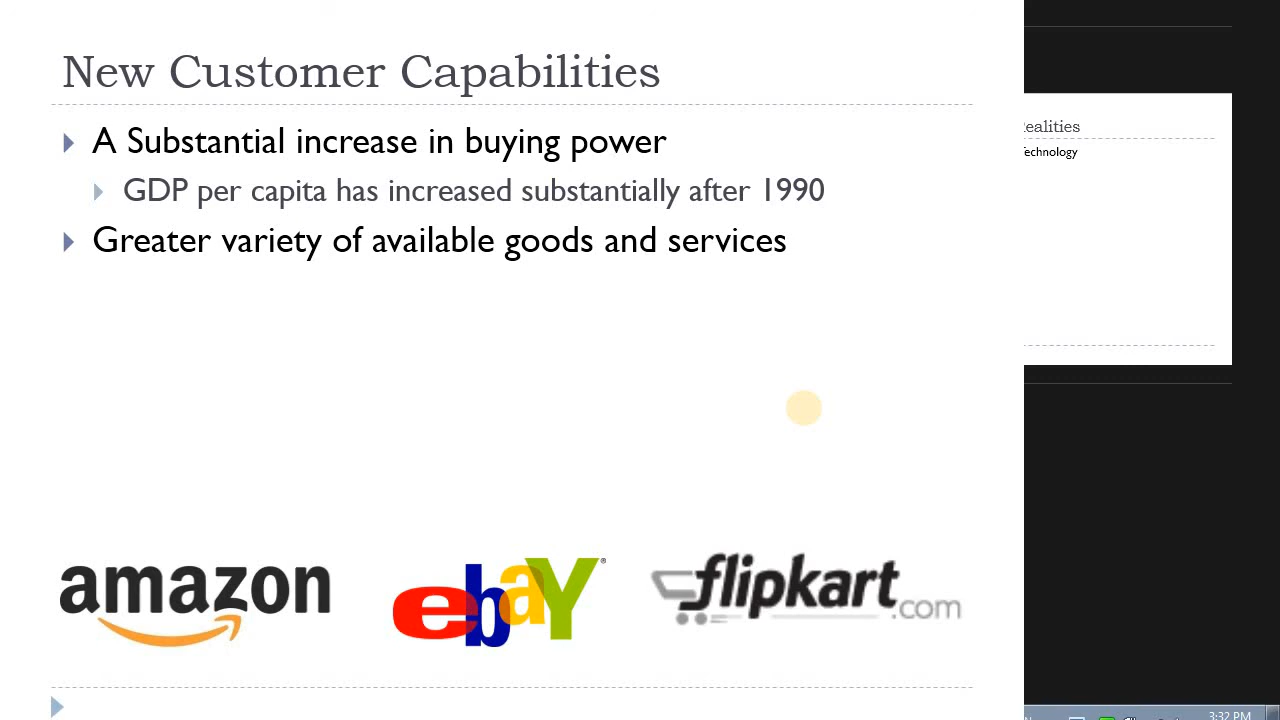 New Customer Capabilities
A Substantial increase in buying power
GDP per capita has increased substantially after 1990
Greater variety of available goods and services
amazon
ebaY®
flipkart.com
ealities
echnology
3:32 PM